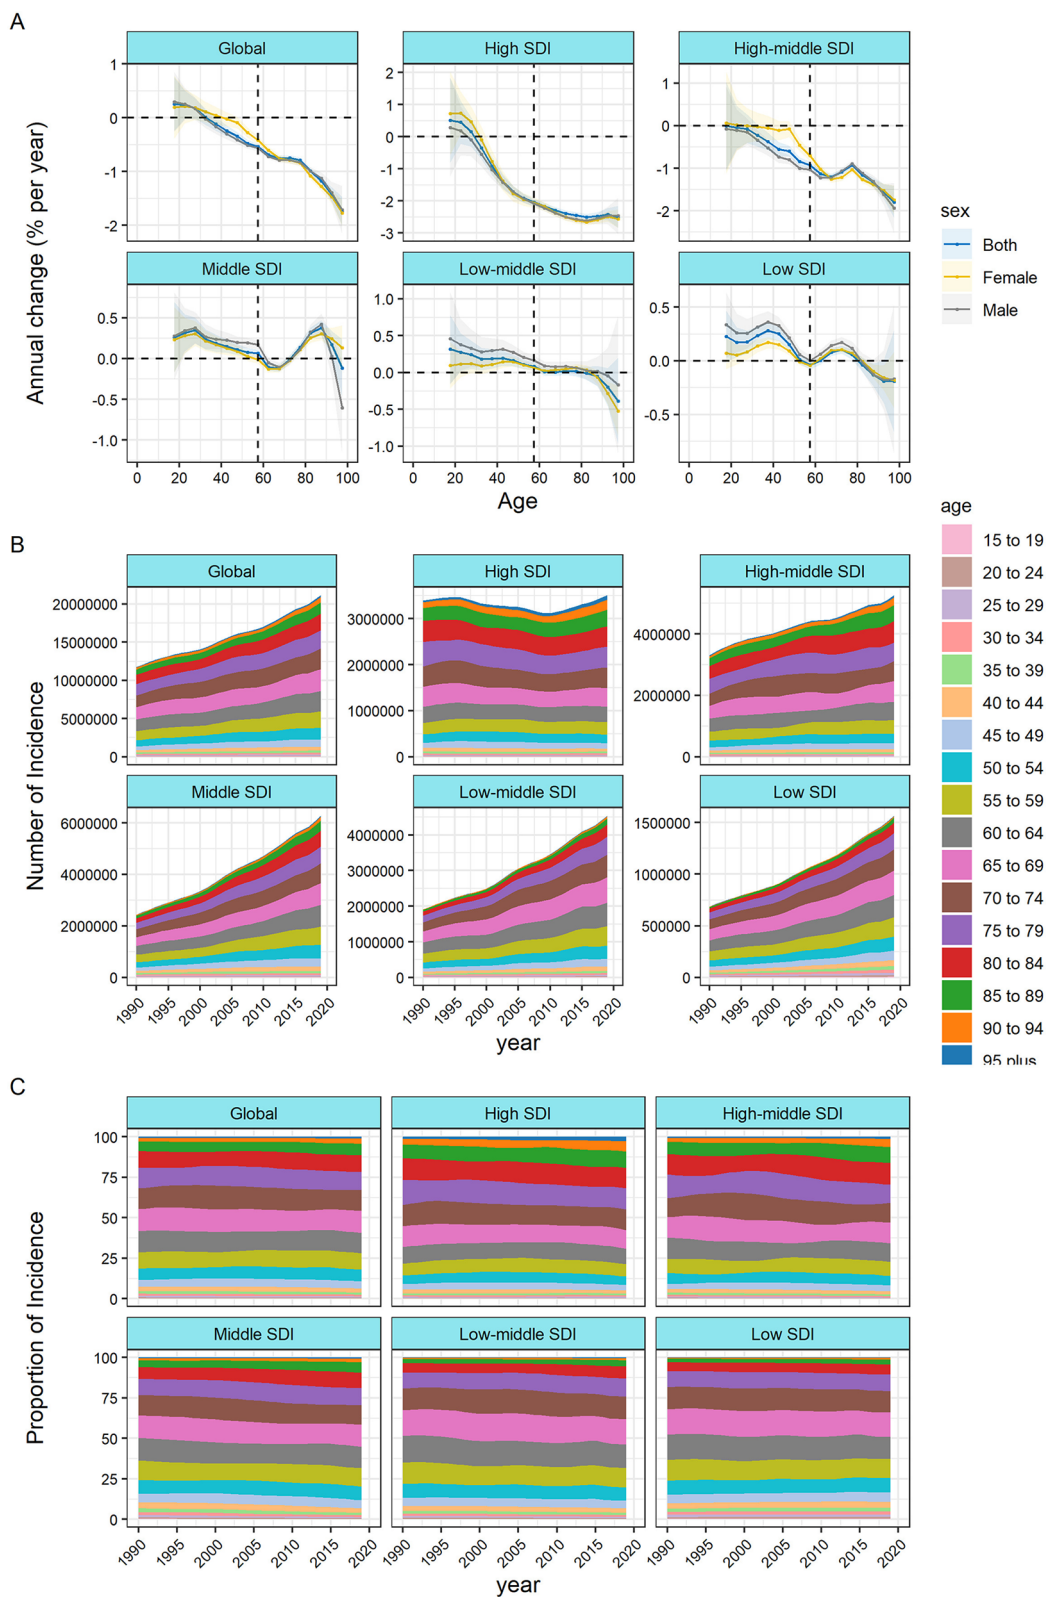 A
Global
High SDI
High-middle SDI
1
0
-1
-2
2
1
0
-1
-2
-3
1
0
-1
-2
Annual change (% per year)
Middle SDI
Low-middle SDI
Low SDI
0.5
0.0
-0.5
-1.0
1.0
0.5
0.0
-0.5
-1.0
0.5
0.0
-0.5
0 20 40 60 80 100
0 20 40 60 80 100
0 20 40 60 80 100
Age
sex
Both
Female
Male
B
Global
High SDI
High-middle SDI
20000000
15000000
10000000
5000000
0
3000000
2000000
1000000
0
4000000
2000000
0
Number of Incidence
Middle SDI
Low-middle SDI
Low SDI
6000000
4000000
2000000
0
4000000
3000000
2000000
1000000
0
1500000
1000000
500000
0
1990 1995 2000 2005 2010 2015 2020
1990 1995 2000 2005 2010 2015 2020
1990 1995 2000 2005 2010 2015 2020
year
age
15 to 19
20 to 24
25 to 29
30 to 34
35 to 39
40 to 44
45 to 49
50 to 54
55 to 59
60 to 64
65 to 69
70 to 74
75 to 79
80 to 84
85 to 89
90 to 94
95 plus
C
Global
High SDI
High-middle SDI
100
75
50
25
0
Proportion of Incidence
Middle SDI
Low-middle SDI
Low SDI
100
75
50
25
0
1990 1995 2000 2005 2010 2015 2020
1990 1995 2000 2005 2010 2015 2020
1990 1995 2000 2005 2010 2015 2020
year